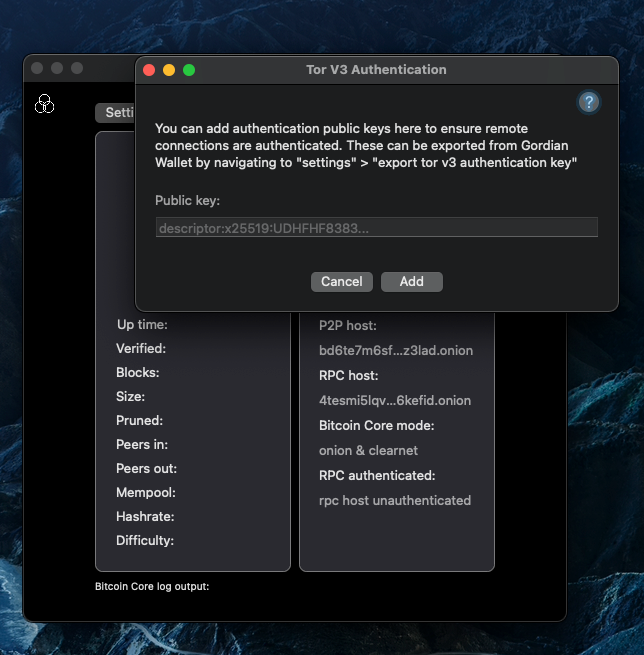 Tor V3 Authentication
?
You can add authentication public keys here to ensure remote
connections are authenticated. These can be exported from Gordian
Wallet by navigating to "settings" > "export tor v3 authentication key"
Public key:
descriptor:x25519:UDHFHF8383...
Cancel
Add
Setti
Up time:
Verified:
Blocks:
Size:
Pruned:
Peers in:
Peers out:
Mempool:
Hashrate:
Difficulty:
P2P host:
bd6te7m6sf...z3lad.onion
RPC host:
4tesmi5lqv...6kefid.onion
Bitcoin Core mode:
onion & clearnet
RPC authenticated:
rpc host unauthenticated
Bitcoin Core log output: